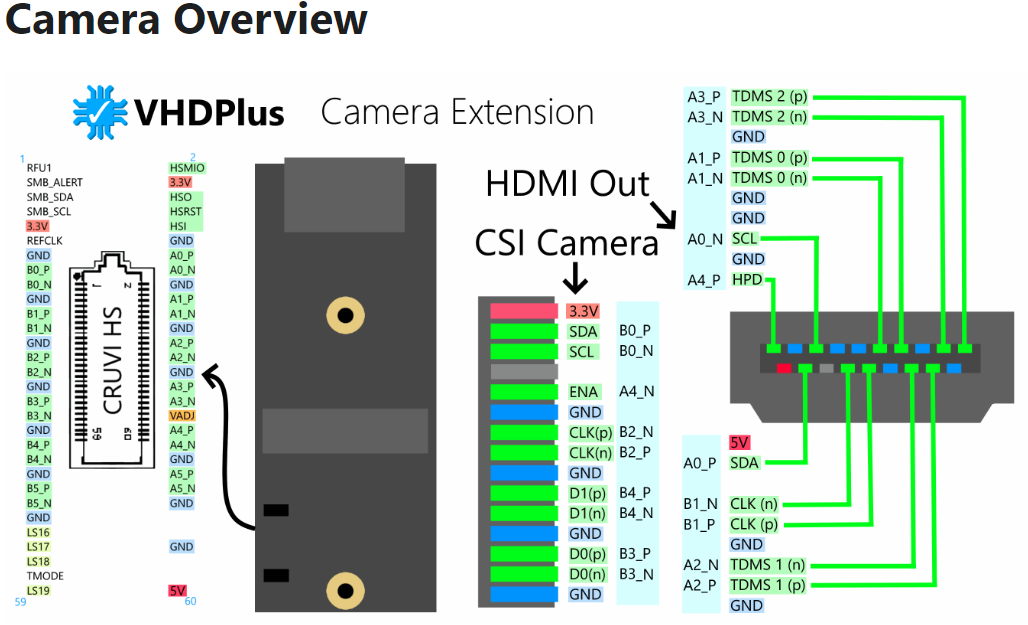 Camera Overview
VHDPlus Camera Extension
1
2
RFU1 HSMIO
SMB_ALERT 3.3V
SMB_SDA HSO
SMB_SCL HSRST
3.3V HSI
REFCLK GND
GND A0_P
B0_P A0_N
B0_N GND
GND A1_P
B1_P A1_N
B1_N GND
GND A2_P
B2_P A2_N
B2_N GND
GND A3_P
B3_P A3_N
B3_N VADJ
GND A4_P
B4_P A4_N
B4_N GND
GND A5_P
B5_P A5_N
B5_N GND
GND
LS16
LS17 GND
LS18
TMODE
LS19 5V
59
60
1 2
CRUVI HS
59 60
HDMI Out
CSI Camera
3.3V
SDA B0_P
SCL B0_N
ENA A4_N
GND
CLK(p) B2_N
CLK(n) B2_P
GND
D1(p) B4_P
D1(n) B4_N
GND
D0(p) B3_P
D0(n) B3_N
GND
A3_P TDMS 2 (p)
A3_N TDMS 2 (n)
GND
A1_P TDMS 0 (p)
A1_N TDMS 0 (n)
GND
GND
A0_N SCL
GND
A4_P HPD
5V
A0_P SDA
B1_N CLK (n)
B1_P CLK (p)
GND
A2_N TDMS 1 (n)
A2_P TDMS 1 (p)
GND